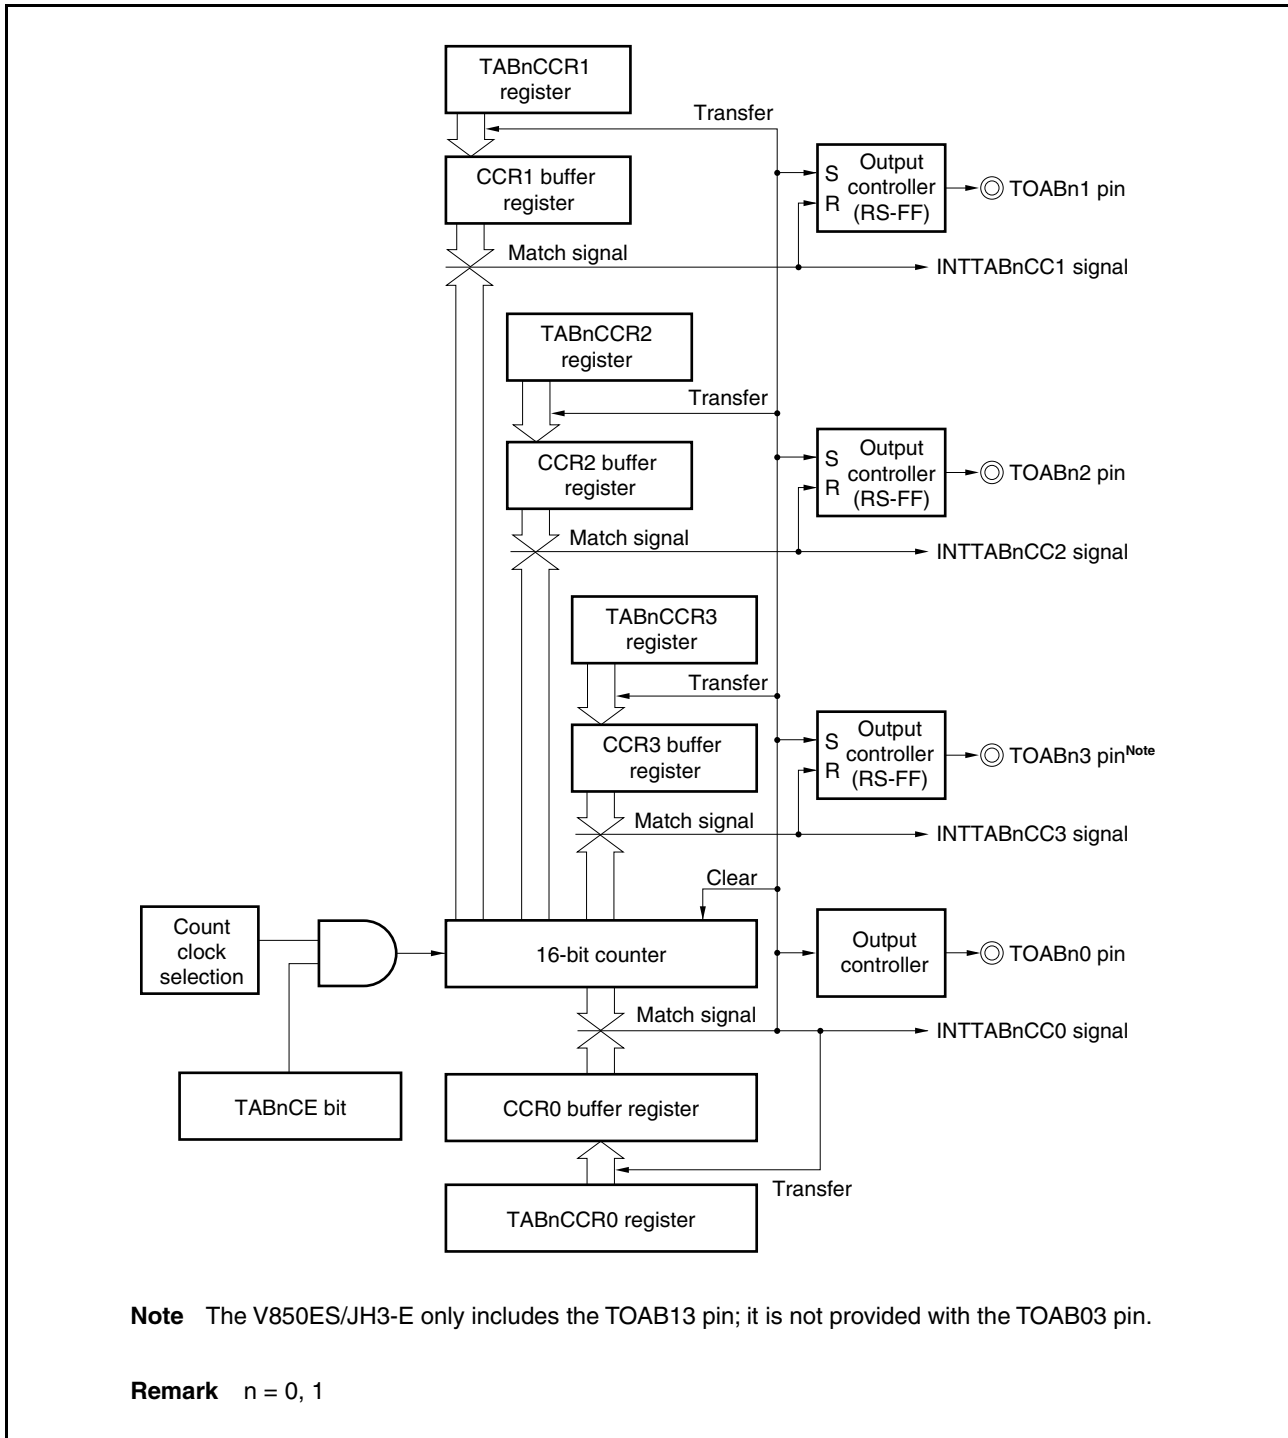 TABnCCR1
register
Transfer
CCR1 buffer
register
S
R
Output
controller
(RS-FF)
TOABn1 pin
Match signal
INTTABnCC1 signal
TABnCCR2
register
Transfer
CCR2 buffer
register
S
R
Output
controller
(RS-FF)
TOABn2 pin
Match signal
INTTABnCC2 signal
TABnCCR3
register
Transfer
CCR3 buffer
register
S
R
Output
controller
(RS-FF)
TOABn3 pinNote
Match signal
INTTABnCC3 signal
Clear
Count
clock
selection
16-bit counter
Output
controller
TOABn0 pin
Match signal
INTTABnCC0 signal
TABnCE bit
CCR0 buffer register
Transfer
TABnCCR0 register
Note The V850ES/JH3-E only includes the TOAB13 pin; it is not provided with the TOAB03 pin.
Remark n = 0, 1